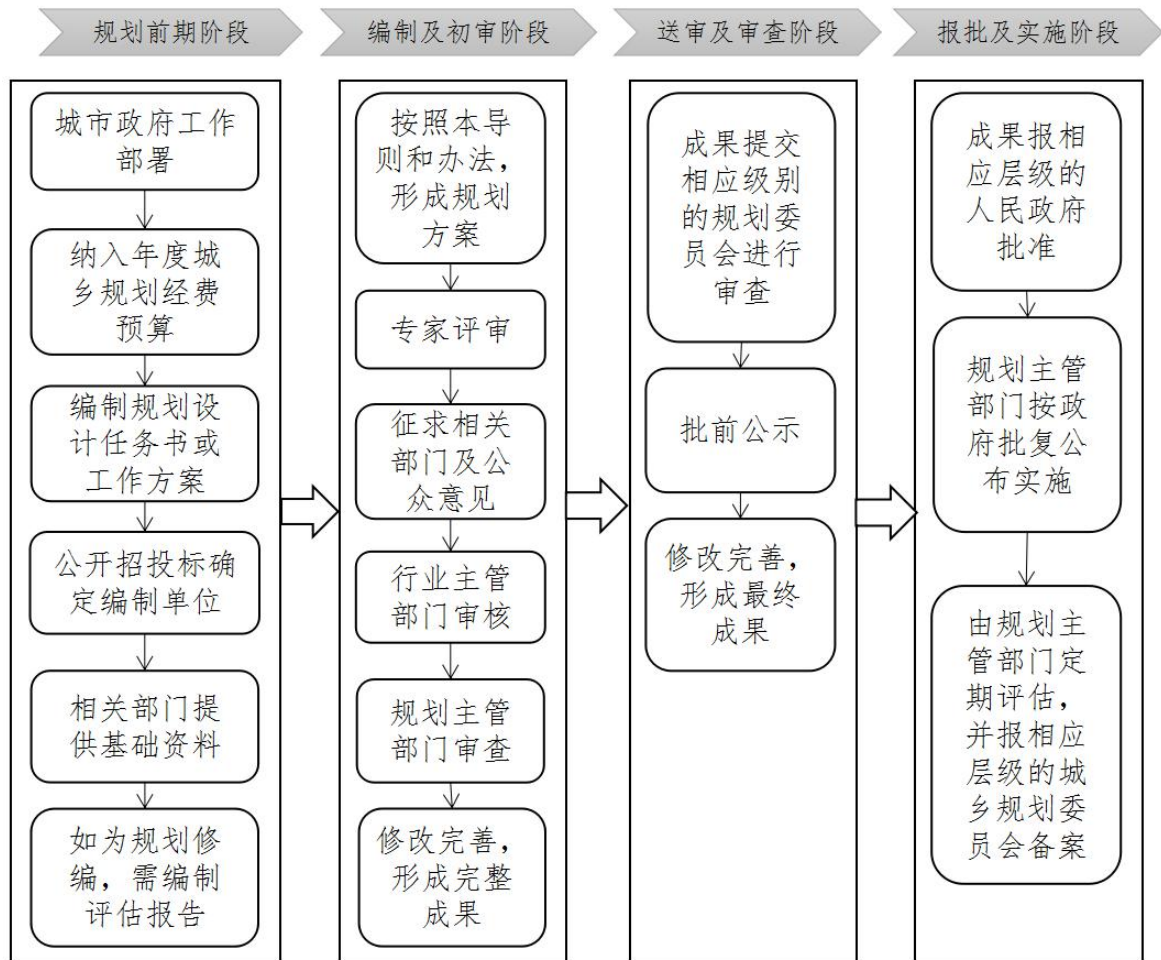 规划前期阶段
编制及初审阶段
送审及审查阶段
报批及实施阶段
城市政府工作
部署
纳入年度城
乡规划经费
预算
编制规划设
计任务书或
工作方案
公开招投标确
定编制单位
相关部门提
供基础资料
如为规划修
编，需编制
评估报告
按照本导
则和办法，
形成规划
方案
专家评审
征求相关
部门及公
众意见
行业主管
部门审核
规划主管
部门审查
修改完善，
形成完整
成果
成果提交
相应级别
的规划委
员会进行
审查
批前公示
修改完善，
形成最终
成果
成果报相
应层级的
人民政府
批准
规划主管
部门按政
府批复公
布实施
由规划主
管部门定
期评估，
并报相应
层级的城
乡规划委
员会备案